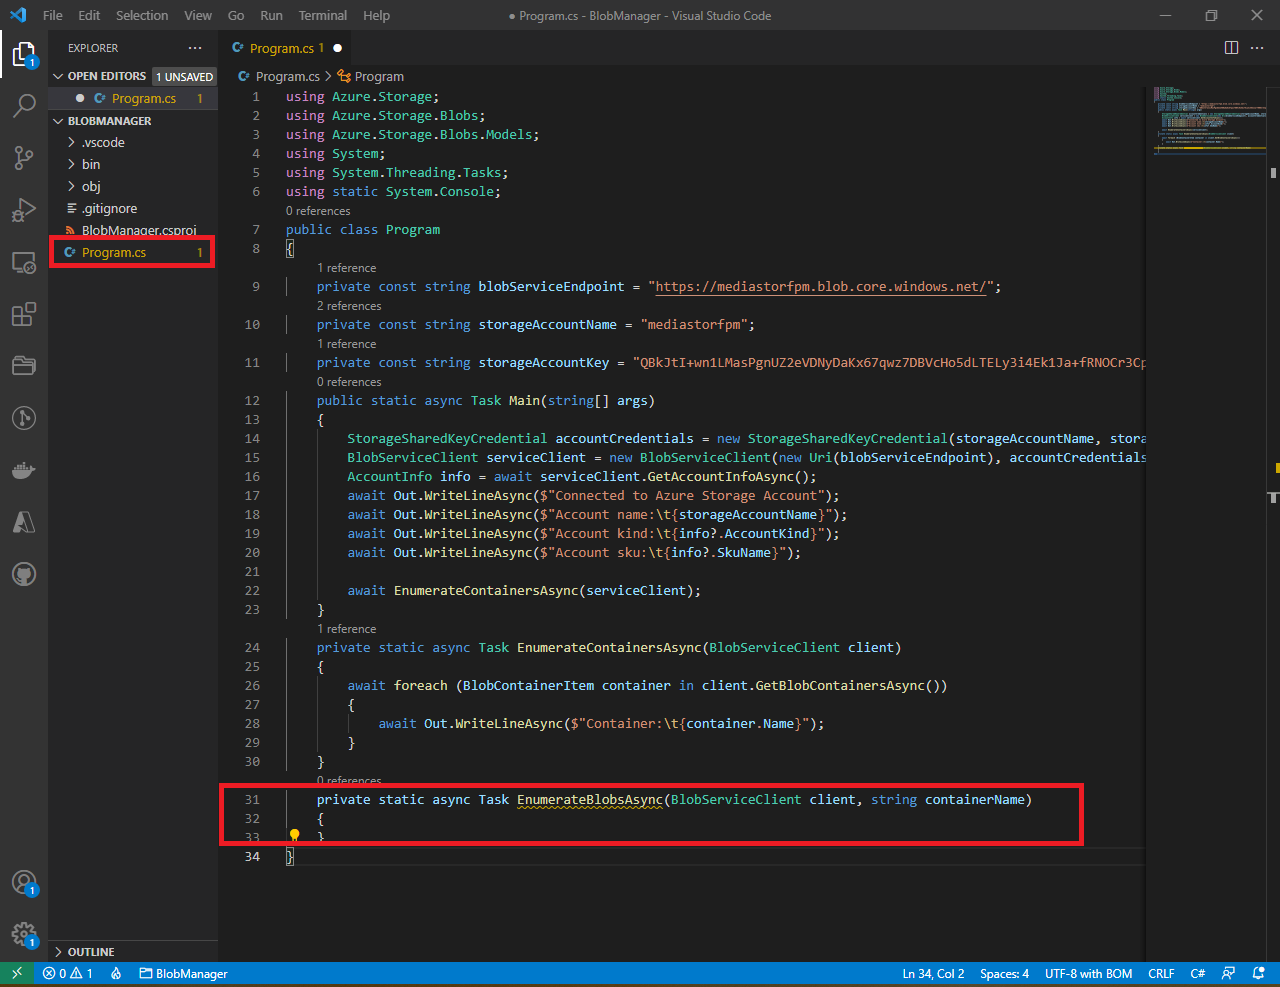 File Edit Selection View Go Run Terminal Help
● Program.cs - BlobManager - Visual Studio Code
EXPLORER
OPEN EDITORS 1 UNSAVED
Program.cs 1
BLOBMANAGER
.vscode
bin
obj
.gitignore
BlobManager.csproj
Program.cs 1
OUTLINE
Program.cs 1
Program.cs > Program
1 using Azure.Storage;
2 using Azure.Storage.Blobs;
3 using Azure.Storage.Blobs.Models;
4 using System;
5 using System.Threading.Tasks;
6 using static System.Console;
0 references
7 public class Program
8 {
1 reference
9 private const string blobServiceEndpoint = "https://mediastorfpm.blob.core.windows.net/";
2 references
10 private const string storageAccountName = "mediastorfpm";
1 reference
11 private const string storageAccountKey = "QBkJtI+wn1LMasPgnUZ2eVDNyDaKx67qwz7DBVcHo5dLTELy3i4Ek1Ja+fRNOCr3Cp
0 references
12 public static async Task Main(string[] args)
13 {
14 StorageSharedKeyCredential accountCredentials = new StorageSharedKeyCredential(storageAccountName, stora
15 BlobServiceClient serviceClient = new BlobServiceClient(new Uri(blobServiceEndpoint), accountCredentials
16 AccountInfo info = await serviceClient.GetAccountInfoAsync();
17 await Out.WriteLineAsync($"Connected to Azure Storage Account");
18 await Out.WriteLineAsync($"Account name:\t{storageAccountName}");
19 await Out.WriteLineAsync($"Account kind:\t{info?.AccountKind}");
20 await Out.WriteLineAsync($"Account sku:\t{info?.SkuName}");
21
22 await EnumerateContainersAsync(serviceClient);
23 }
1 reference
24 private static async Task EnumerateContainersAsync(BlobServiceClient client)
25 {
26 await foreach (BlobContainerItem container in client.GetBlobContainersAsync())
27 {
28 await Out.WriteLineAsync($"Container:\t{container.Name}");
29 }
30 }
0 references
31 private static async Task EnumerateBlobsAsync(BlobServiceClient client, string containerName)
32 {
33 }
34 }
1
1
1
0 1 BlobManager
Ln 34, Col 2 Spaces: 4 UTF-8 with BOM CRLF C#